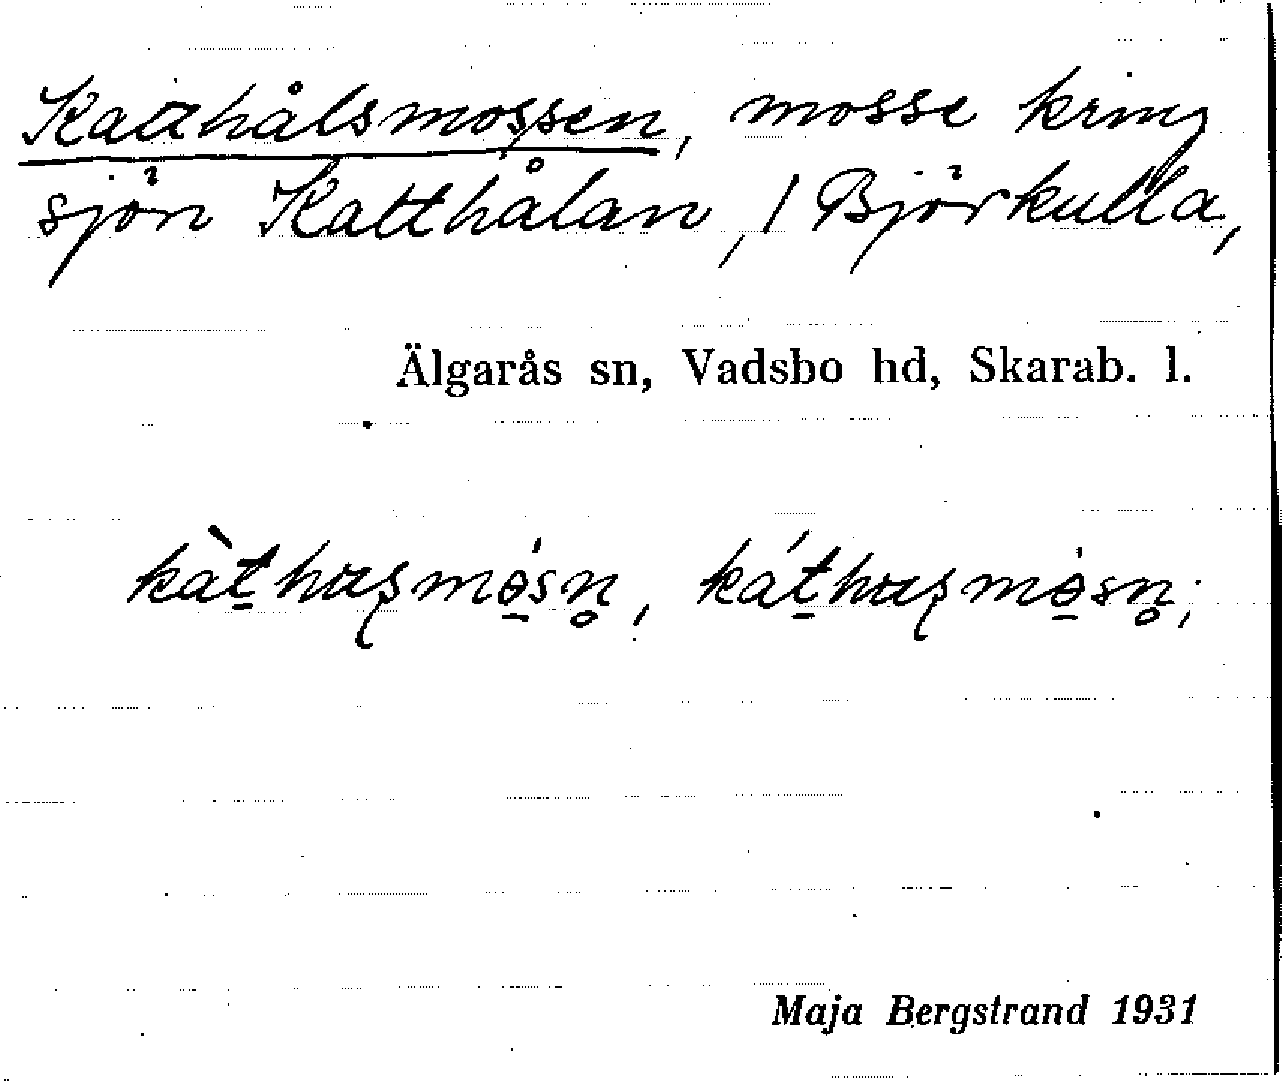 Katthålsmossen, mosse kring
sjön Katthålan, / Björkulla,
Älgarås sn, Vadsbo hd, Skarab. l.
Maja Bergstrand 1931